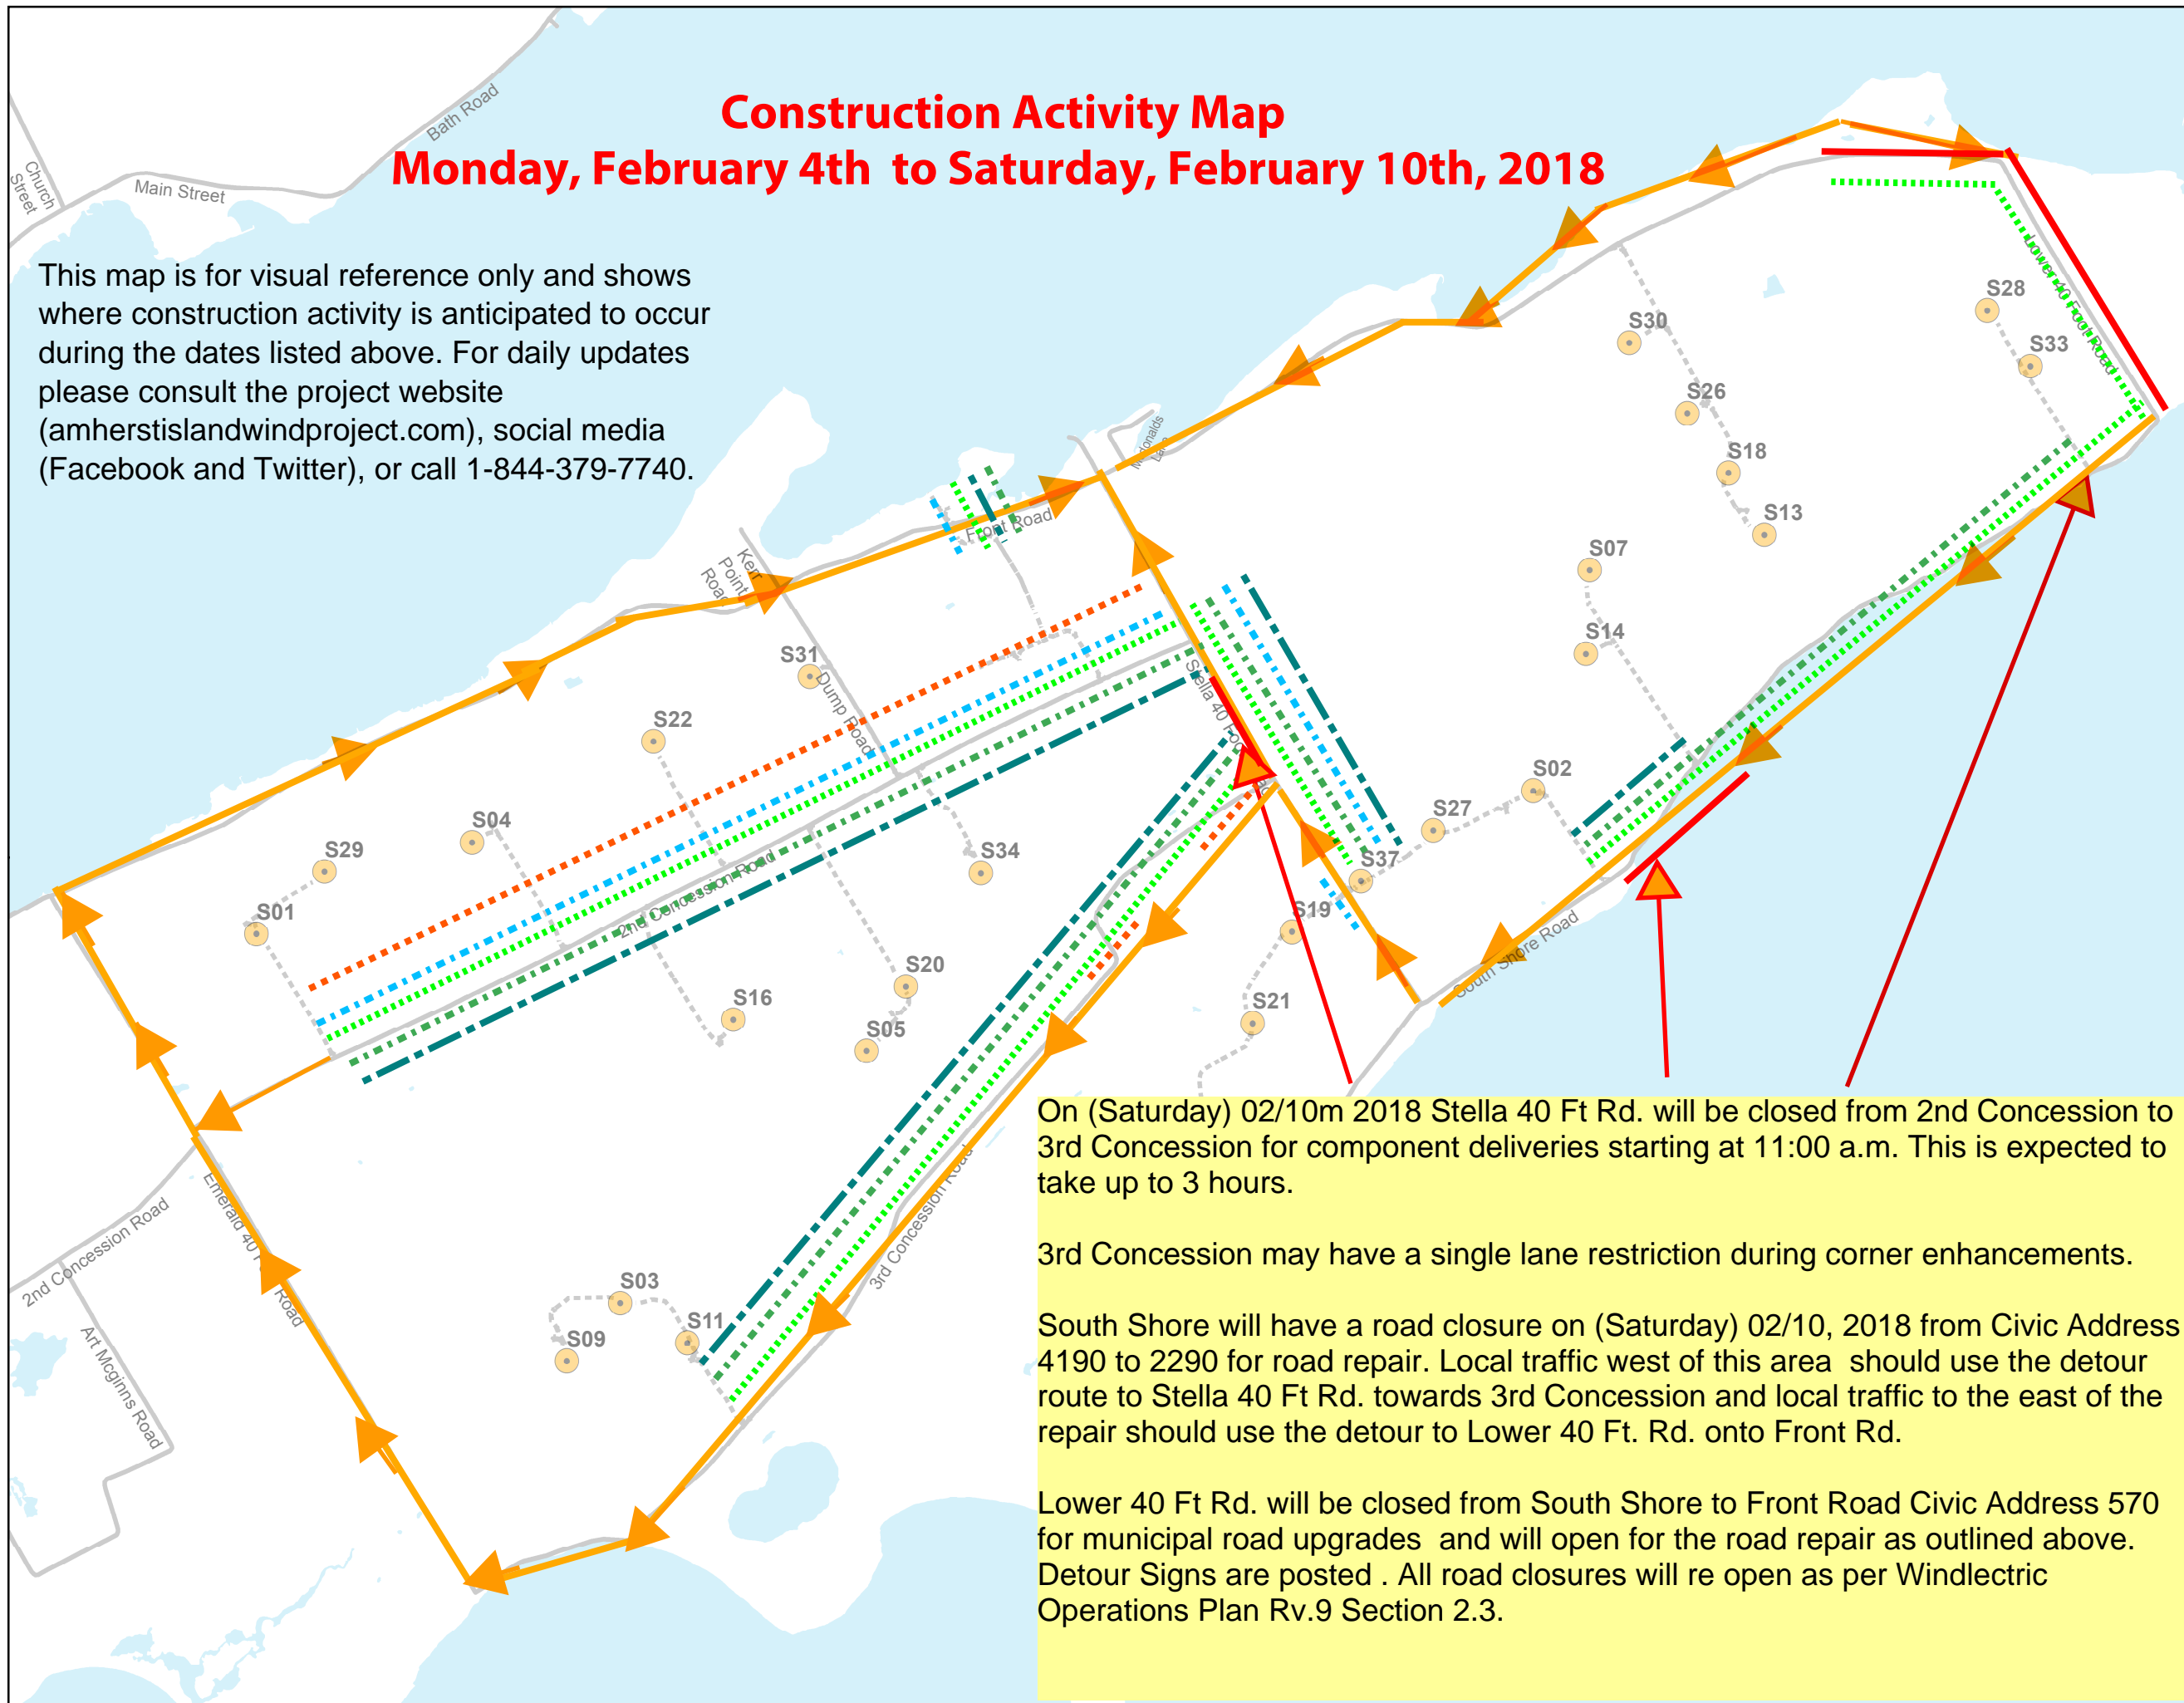 Construction Activity Map
Monday, February 4th to Saturday, February 10th, 2018
Bath Road
Church
Street
Main Street
This map is for visual reference only and shows
where construction activity is anticipated to occur
during the dates listed above. For daily updates
please consult the project website
(amherstislandwindproject.com), social media
(Facebook and Twitter), or call 1-844-379-7740.
Lower 40 Foot Road
S28
S30
S33
S26
S18
S13
S07
S14
Front Road
Kerr
Point
Road
S31
Dump Road
Stella 40 Foot Road
S22
S02
S27
S04
S29
S34
S37
S01
2nd Concession Road
S19
South Shore Road
S20
S16
S21
S05
3rd Concession Road
Emerald 40 Foot Road
2nd Concession Road
Art Mcginns Road
S03
S11
S09
On (Saturday) 02/10m 2018 Stella 40 Ft Rd. will be closed from 2nd Concession to
3rd Concession for component deliveries starting at 11:00 a.m. This is expected to
take up to 3 hours.
3rd Concession may have a single lane restriction during corner enhancements.
South Shore will have a road closure on (Saturday) 02/10, 2018 from Civic Address
4190 to 2290 for road repair. Local traffic west of this area should use the detour
route to Stella 40 Ft Rd. towards 3rd Concession and local traffic to the east of the
repair should use the detour to Lower 40 Ft. Rd. onto Front Rd.
Lower 40 Ft Rd. will be closed from South Shore to Front Road Civic Address 570
for municipal road upgrades and will open for the road repair as outlined above.
Detour Signs are posted . All road closures will re open as per Windlectric
Operations Plan Rv.9 Section 2.3.